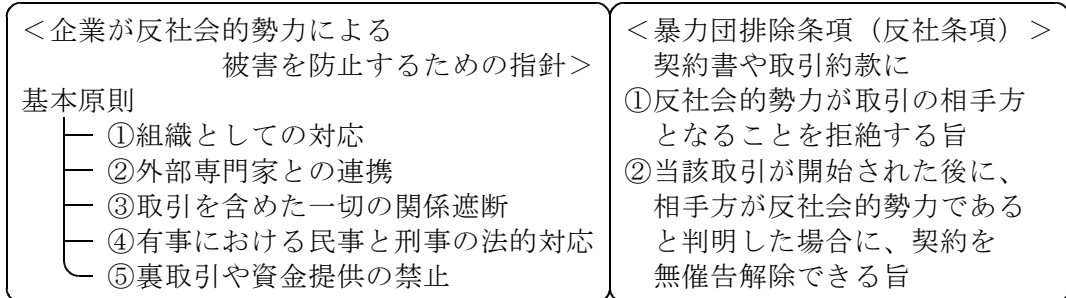 ＜企業が反社会的勢力による
被害を防止するための指針＞
基本原則
①組織としての対応
②外部専門家との連携
③取引を含めた一切の関係遮断
④有事における民事と刑事の法的対応
⑤裏取引や資金提供の禁止
＜暴力団排除条項（反社条項）＞
契約書や取引約款に
①反社会的勢力が取引の相手方
となることを拒絶する旨
②当該取引が開始された後に、
相手方が反社会的勢力である
と判明した場合に、契約を
無催告解除できる旨